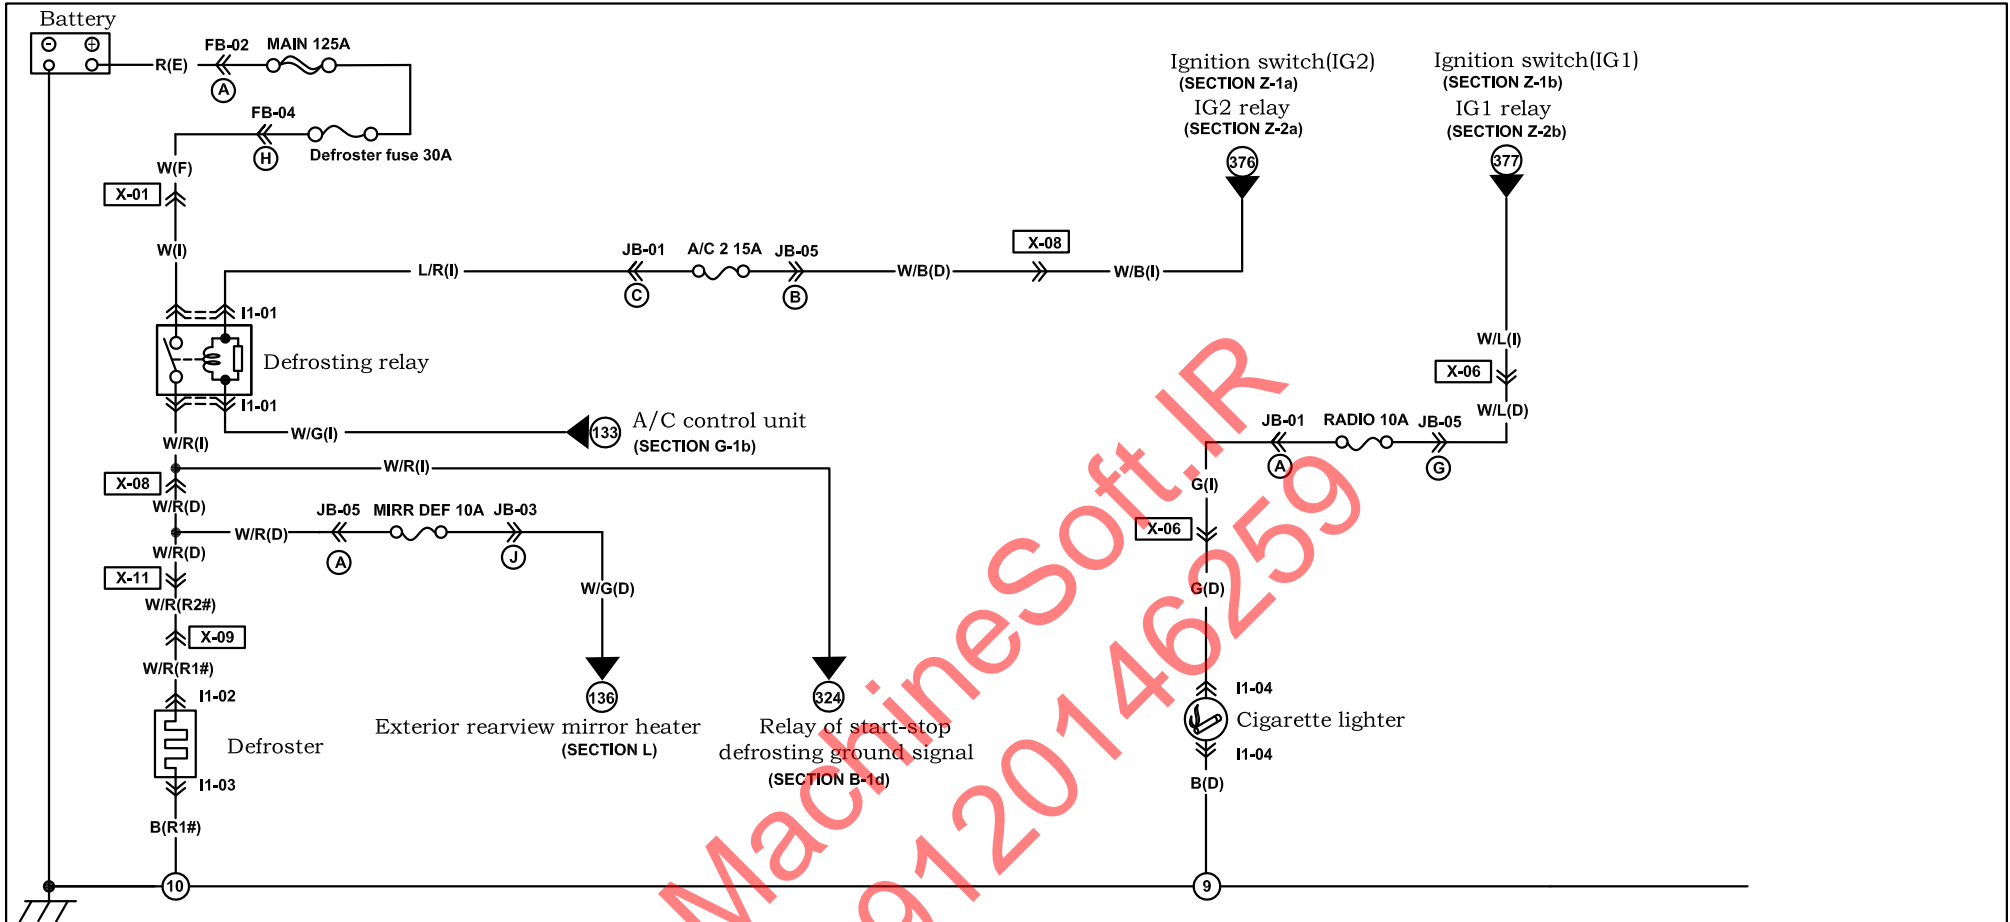 Battery
FB-02
MAIN 125A
R(E)
A
FB-04
H
Defroster fuse 30A
W(F)
X-01
W(I)
Ignition switch(IG2)
(SECTION Z-1a)
IG2 relay
(SECTION Z-2a)
376
Ignition switch(IG1)
(SECTION Z-1b)
IG1 relay
(SECTION Z-2b)
377
L/R(I)
JB-01
C
A/C 2 15A
JB-05
B
W/B(D)
X-08
W/B(I)
I1-01
Defrosting relay
I1-01
W/G(I)
133
A/C control unit
(SECTION G-1b)
W/R(I)
W/R(I)
X-08
W/R(D)
W/R(D)
JB-05
A
MIRR DEF 10A
JB-03
J
W/R(D)
X-11
W/R(R2#)
X-09
W/R(R1#)
I1-02
Defroster
I1-03
B(R1#)
10
W/G(D)
136
Exterior rearview mirror heater
(SECTION L)
324
Relay of start-stop
defrosting ground signal
(SECTION B-1d)
W/L(I)
X-06
W/L(D)
JB-01
A
RADIO 10A
JB-05
G
G(I)
X-06
G(D)
I1-04
Cigarette lighter
I1-04
B(D)
9
MachineSoft.IR
9120146259